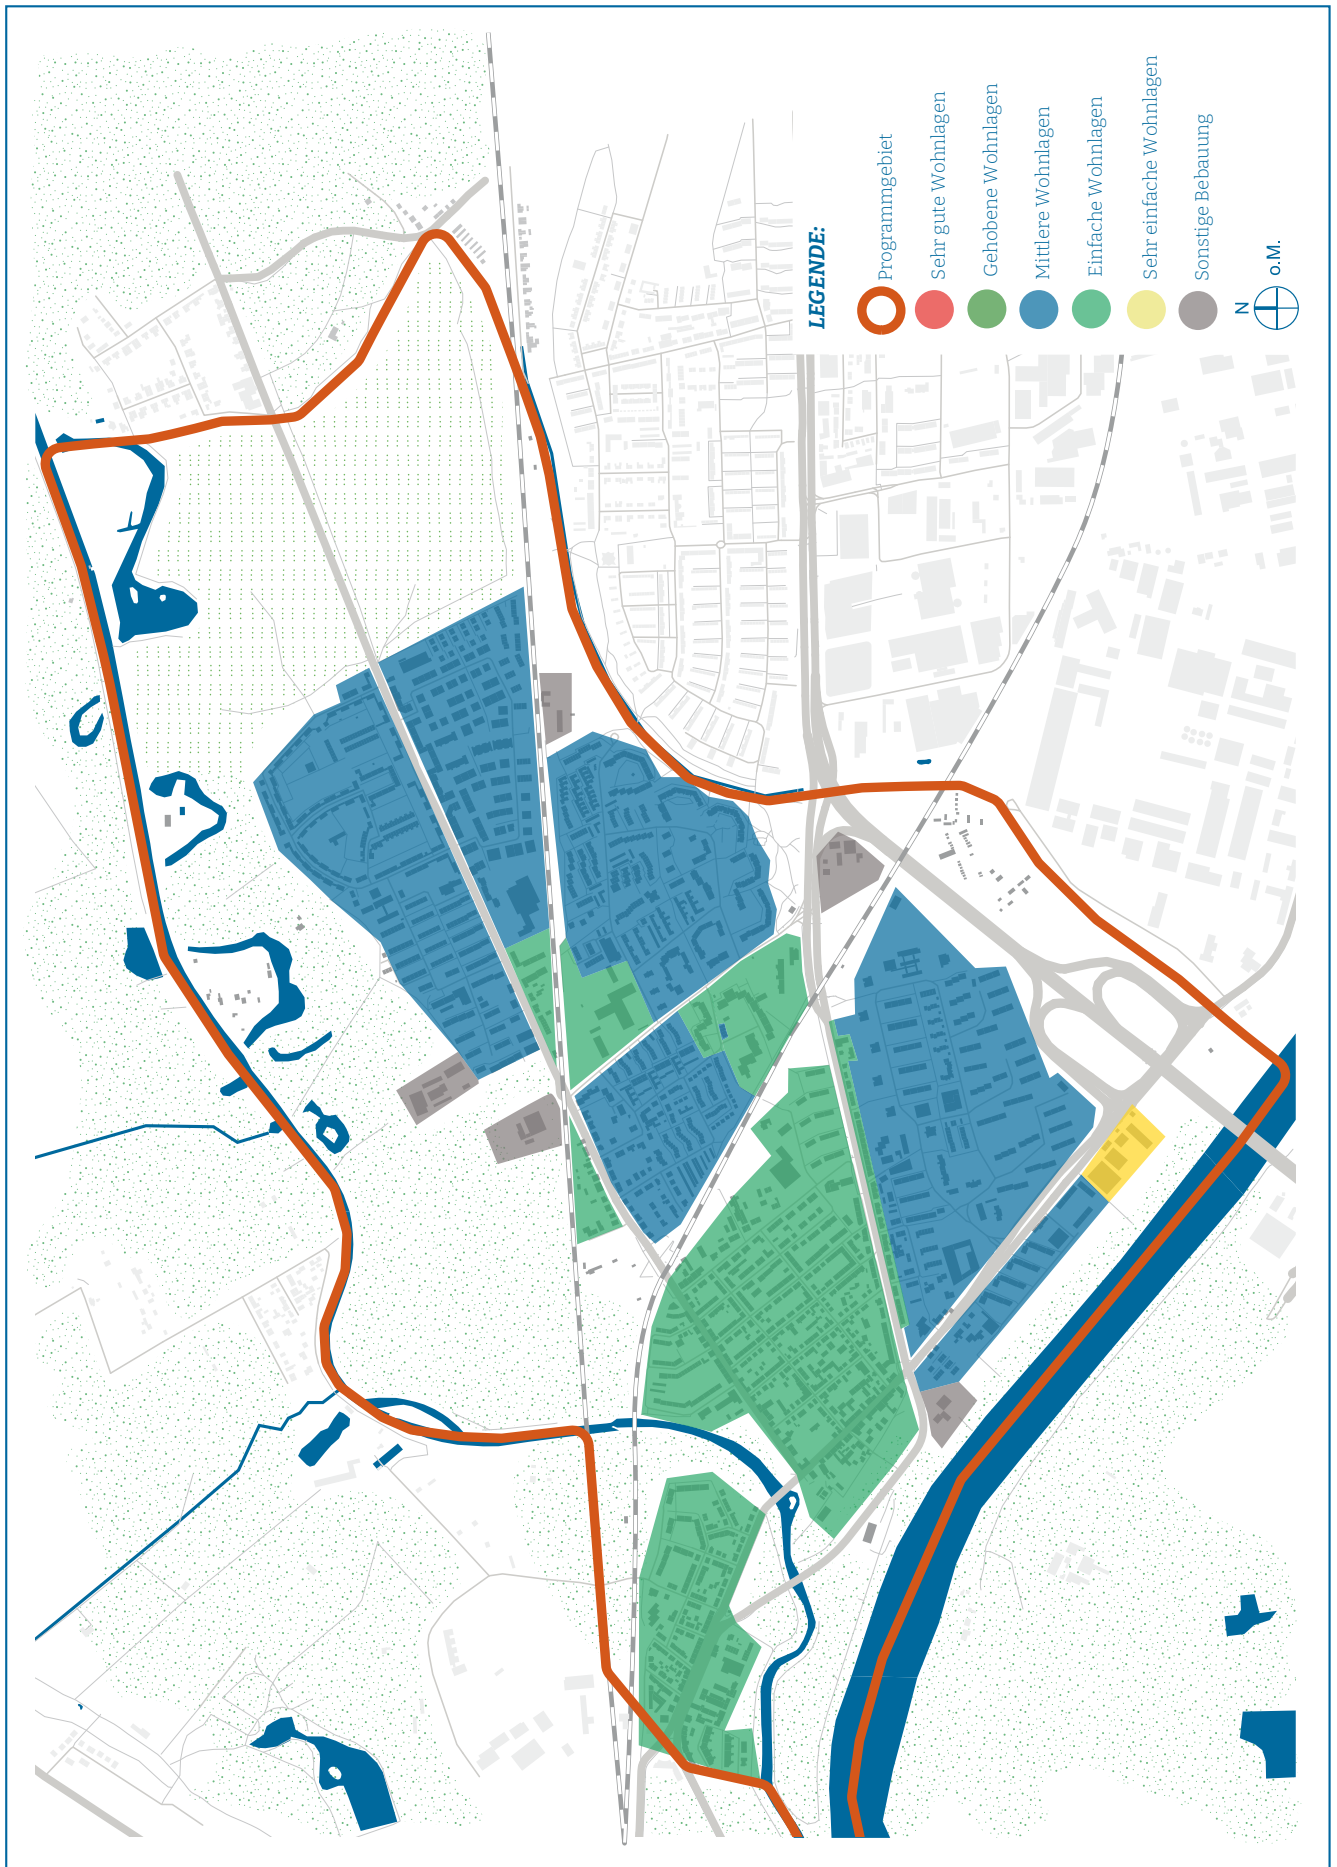 LEGENDE:
Programmgebiet
Sehr gute Wohnlagen
Gehobene Wohnlagen
Mittlere Wohnlagen
Einfache Wohnlagen
Sehr einfache Wohnlagen
Sonstige Bebauung
N
o.M.